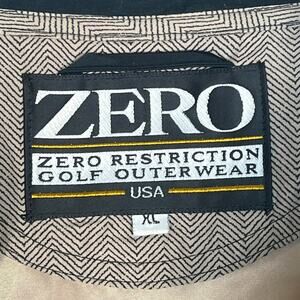 ZERO
ZERO RESTRICTION
GOLF OUTERWEAR
USA
XL